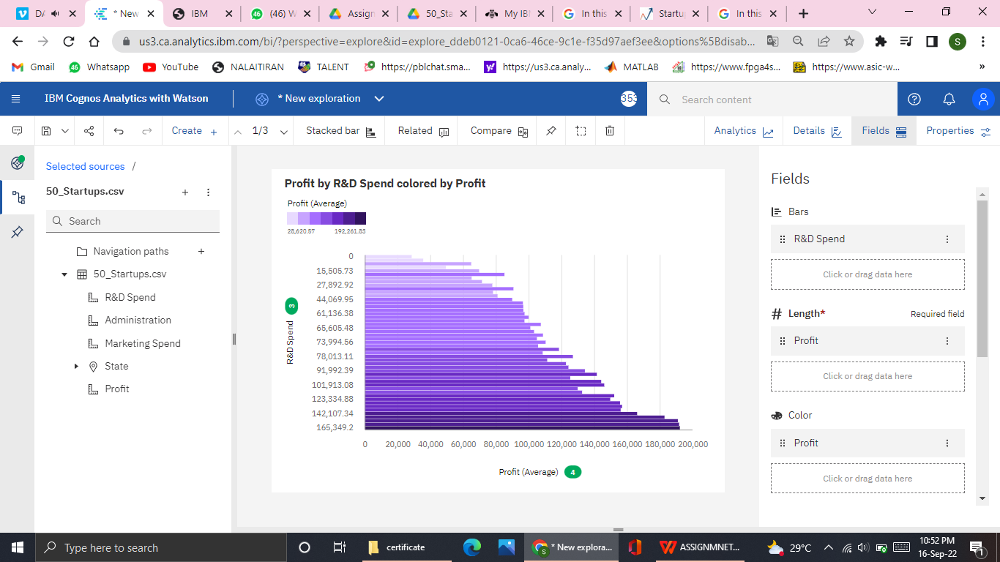 DA
* New
IBM
(46) W
Assign
50_Sta
My IBM
In this
Startup
In this
us3.ca.analytics.ibm.com/bi/?perspective=explore&id=explore_ddeb0121-0ca6-46ce-9c1e-f35d97aef3ee&options%5Bdisab...
S
Gmail
46
Whatsapp
YouTube
NALAITIRAN
TALENT
https://pblchat.sma...
https://us3.ca.analy...
MATLAB
https://www.fpga4s...
https://www.asic-w...
»
IBM Cognos Analytics with Watson
* New exploration
353
Search content
Create +
1/3
Stacked bar
Related
Compare
Analytics
Details
Fields
Properties
Selected sources /
50_Startups.csv
Search
Navigation paths
50_Startups.csv
R&D Spend
Administration
Marketing Spend
State
Profit
Profit by R&D Spend colored by Profit
Profit (Average)
28,620.57 192,261.83
0
15,505.73
27,892.92
44,069.95
61,136.38
65,605.48
73,994.56
78,013.11
91,992.39
101,913.08
123,334.88
142,107.34
165,349.2
R&D Spend 3
0 20,000 40,000 60,000 80,000 100,000 120,000 140,000 160,000 180,000 200,000
Profit (Average) 4
Fields
Bars
R&D Spend
Click or drag data here
# Length* Required field
Profit
Click or drag data here
Color
Profit
Click or drag data here
Type here to search
certificate
* New explora...
ASSIGNMNET...
29°C
10:52 PM
16-Sep-22
1